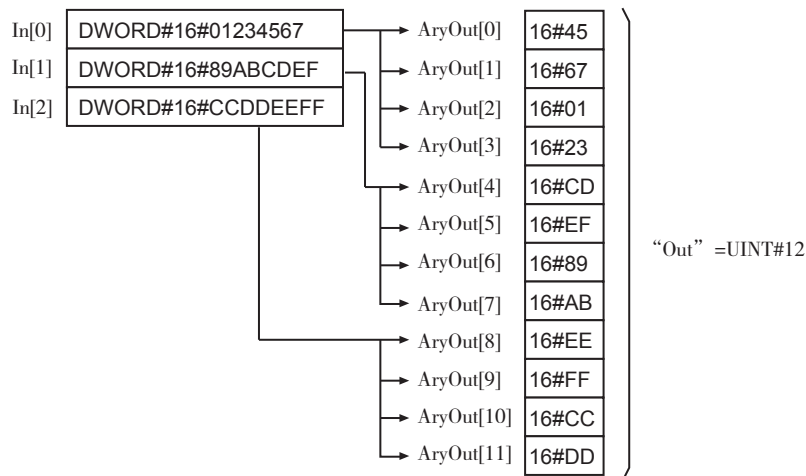 In[0] DWORD#16#01234567 AryOut[0] 16#45
In[1] DWORD#16#89ABCDEF AryOut[1] 16#67
In[2] DWORD#16#CCDDEEFF AryOut[2] 16#01
AryOut[3] 16#23
AryOut[4] 16#CD
AryOut[5] 16#EF
AryOut[6] 16#89
AryOut[7] 16#AB
AryOut[8] 16#EE
AryOut[9] 16#FF
AryOut[10] 16#CC
AryOut[11] 16#DD
“Out” =UINT#12